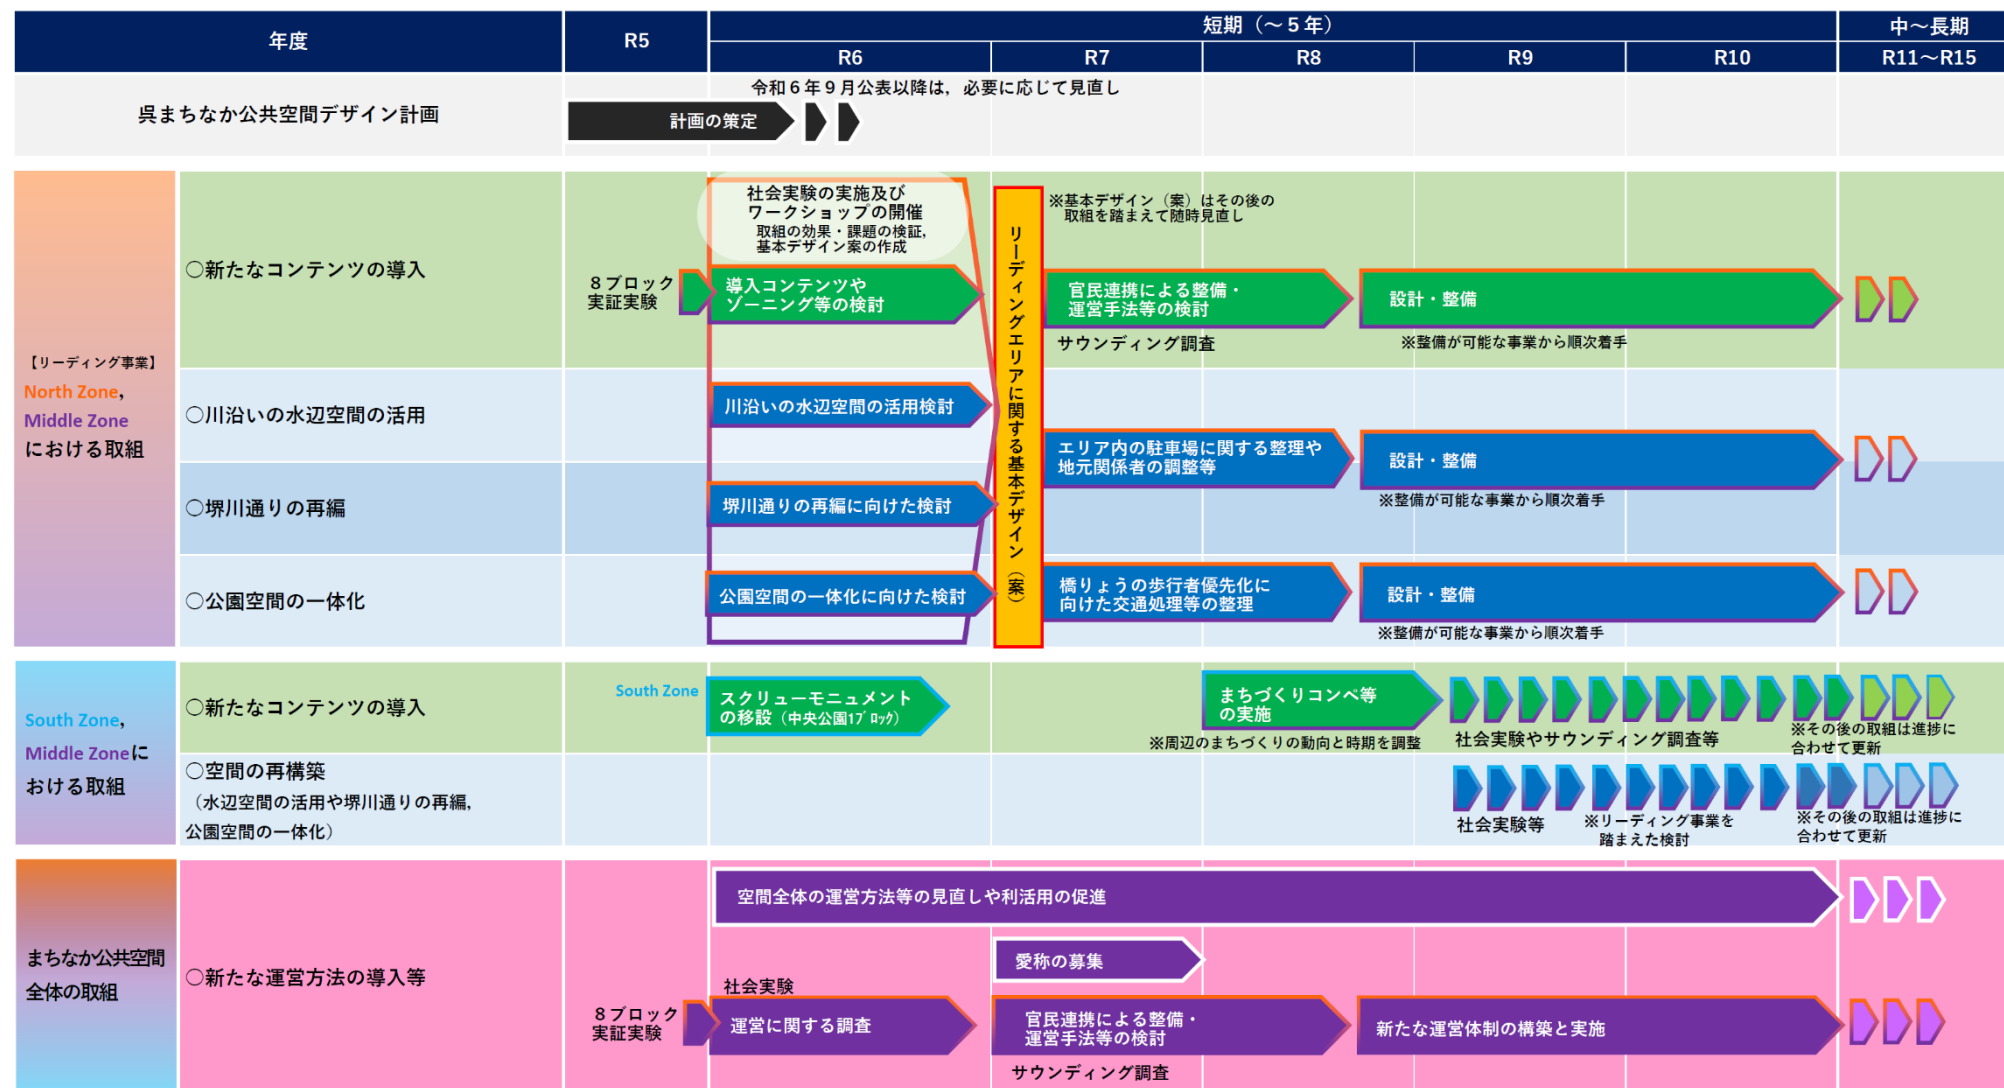 年度
R5
短期（～５年）
中～長期
R6
R7
R8
R9
R10
R11～R15
呉まちなか公共空間デザイン計画
令和６年９月公表以降は，必要に応じて見直し
計画の策定
【リーディング事業】
North Zone,
Middle Zone
における取組
○新たなコンテンツの導入
８ブロック
実証実験
社会実験の実施及び
ワークショップの開催
取組の効果・課題の検証，
基本デザイン案の作成
導入コンテンツや
ゾーニング等の検討
リーディングエリアに関する基本デザイン（案）
※基本デザイン（案）はその後の
取組を踏まえて随時見直し
官民連携による整備・
運営手法等の検討
サウンディング調査
設計・整備
※整備が可能な事業から順次着手
○川沿いの水辺空間の活用
川沿いの水辺空間の活用検討
エリア内の駐車場に関する整理や
地元関係者の調整等
設計・整備
※整備が可能な事業から順次着手
○堺川通りの再編
堺川通りの再編に向けた検討
○公園空間の一体化
公園空間の一体化に向けた検討
橋りょうの歩行者優先化に
向けた交通処理等の整理
設計・整備
※整備が可能な事業から順次着手
South Zone,
Middle Zoneに
おける取組
○新たなコンテンツの導入
South Zone
スクリューモニュメント
の移設（中央公園1ﾌﾞﾛｯｸ）
まちづくりコンペ等
の実施
※周辺のまちづくりの動向と時期を調整
社会実験やサウンディング調査等
※その後の取組は進捗に
合わせて更新
○空間の再構築
（水辺空間の活用や堺川通りの再編，
公園空間の一体化）
社会実験等
※リーディング事業を
踏まえた検討
※その後の取組は進捗に
合わせて更新
まちなか公共空間
全体の取組
○新たな運営方法の導入等
空間全体の運営方法等の見直しや利活用の促進
愛称の募集
８ブロック
実証実験
社会実験
運営に関する調査
官民連携による整備・
運営手法等の検討
サウンディング調査
新たな運営体制の構築と実施